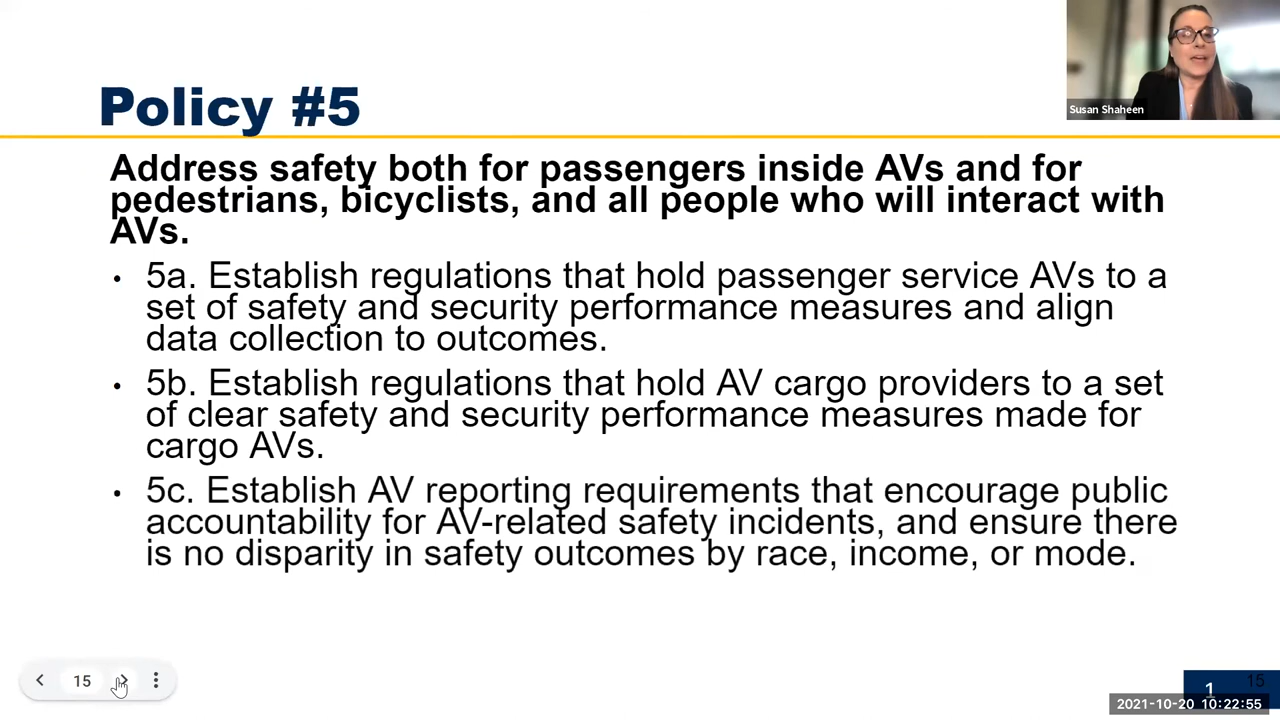 Policy #5
Susan Shaheen
Address safety both for passengers inside AVs and for
pedestrians, bicyclists, and all people who will interact with
AVs.
• 5a. Establish regulations that hold passenger service AVs to a
set of safety and security performance measures and align
data collection to outcomes.
• 5b. Establish regulations that hold AV cargo providers to a set
of clear safety and security performance measures made for
cargo AVs.
• 5c. Establish AV reporting requirements that encourage public
accountability for AV-related safety incidents, and ensure there
is no disparity in safety outcomes by race, income, or mode.
15
1
15
2021-10-20 10:22:55